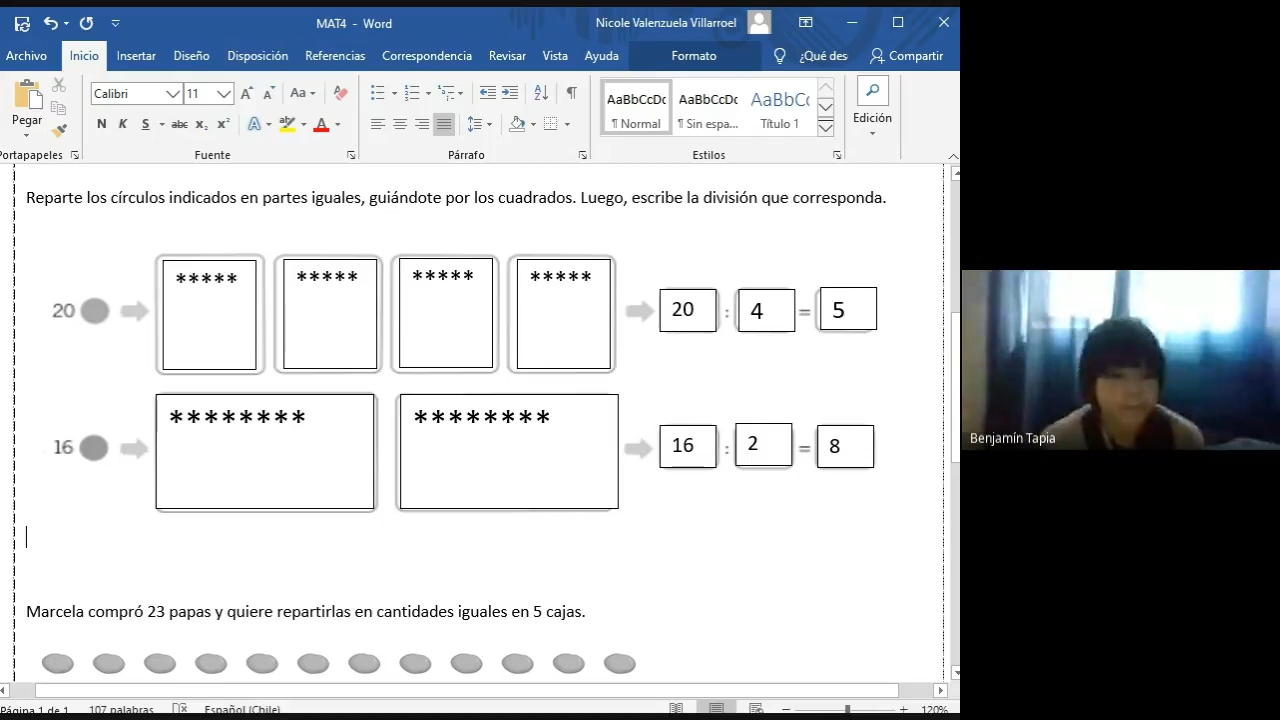 MAT4 - Word
Nicole Valenzuela Villarroel
Archivo Inicio Insertar Diseño Disposición Referencias Correspondencia Revisar Vista Ayuda Formato ¿Qué des Compartir
Pegar
Calibri 11 Aa
N K S abc x₂ x² A aby A
AaBbCcDc AaBbCcDc AaBbCc
¶ Normal ¶ Sin espa... Título 1
Edición
Portapapeles Fuente Párrafo Estilos
Reparte los círculos indicados en partes iguales, guiándote por los cuadrados. Luego, escribe la división que corresponda.
20 ***** ***** ***** ***** 20 : 4 = 5
16 ******** ******** 16 : 2 = 8
Marcela compró 23 papas y quiere repartirlas en cantidades iguales en 5 cajas.
Página 1 de 1 107 palabras Español (Chile) 120%
Benjamín Tapia